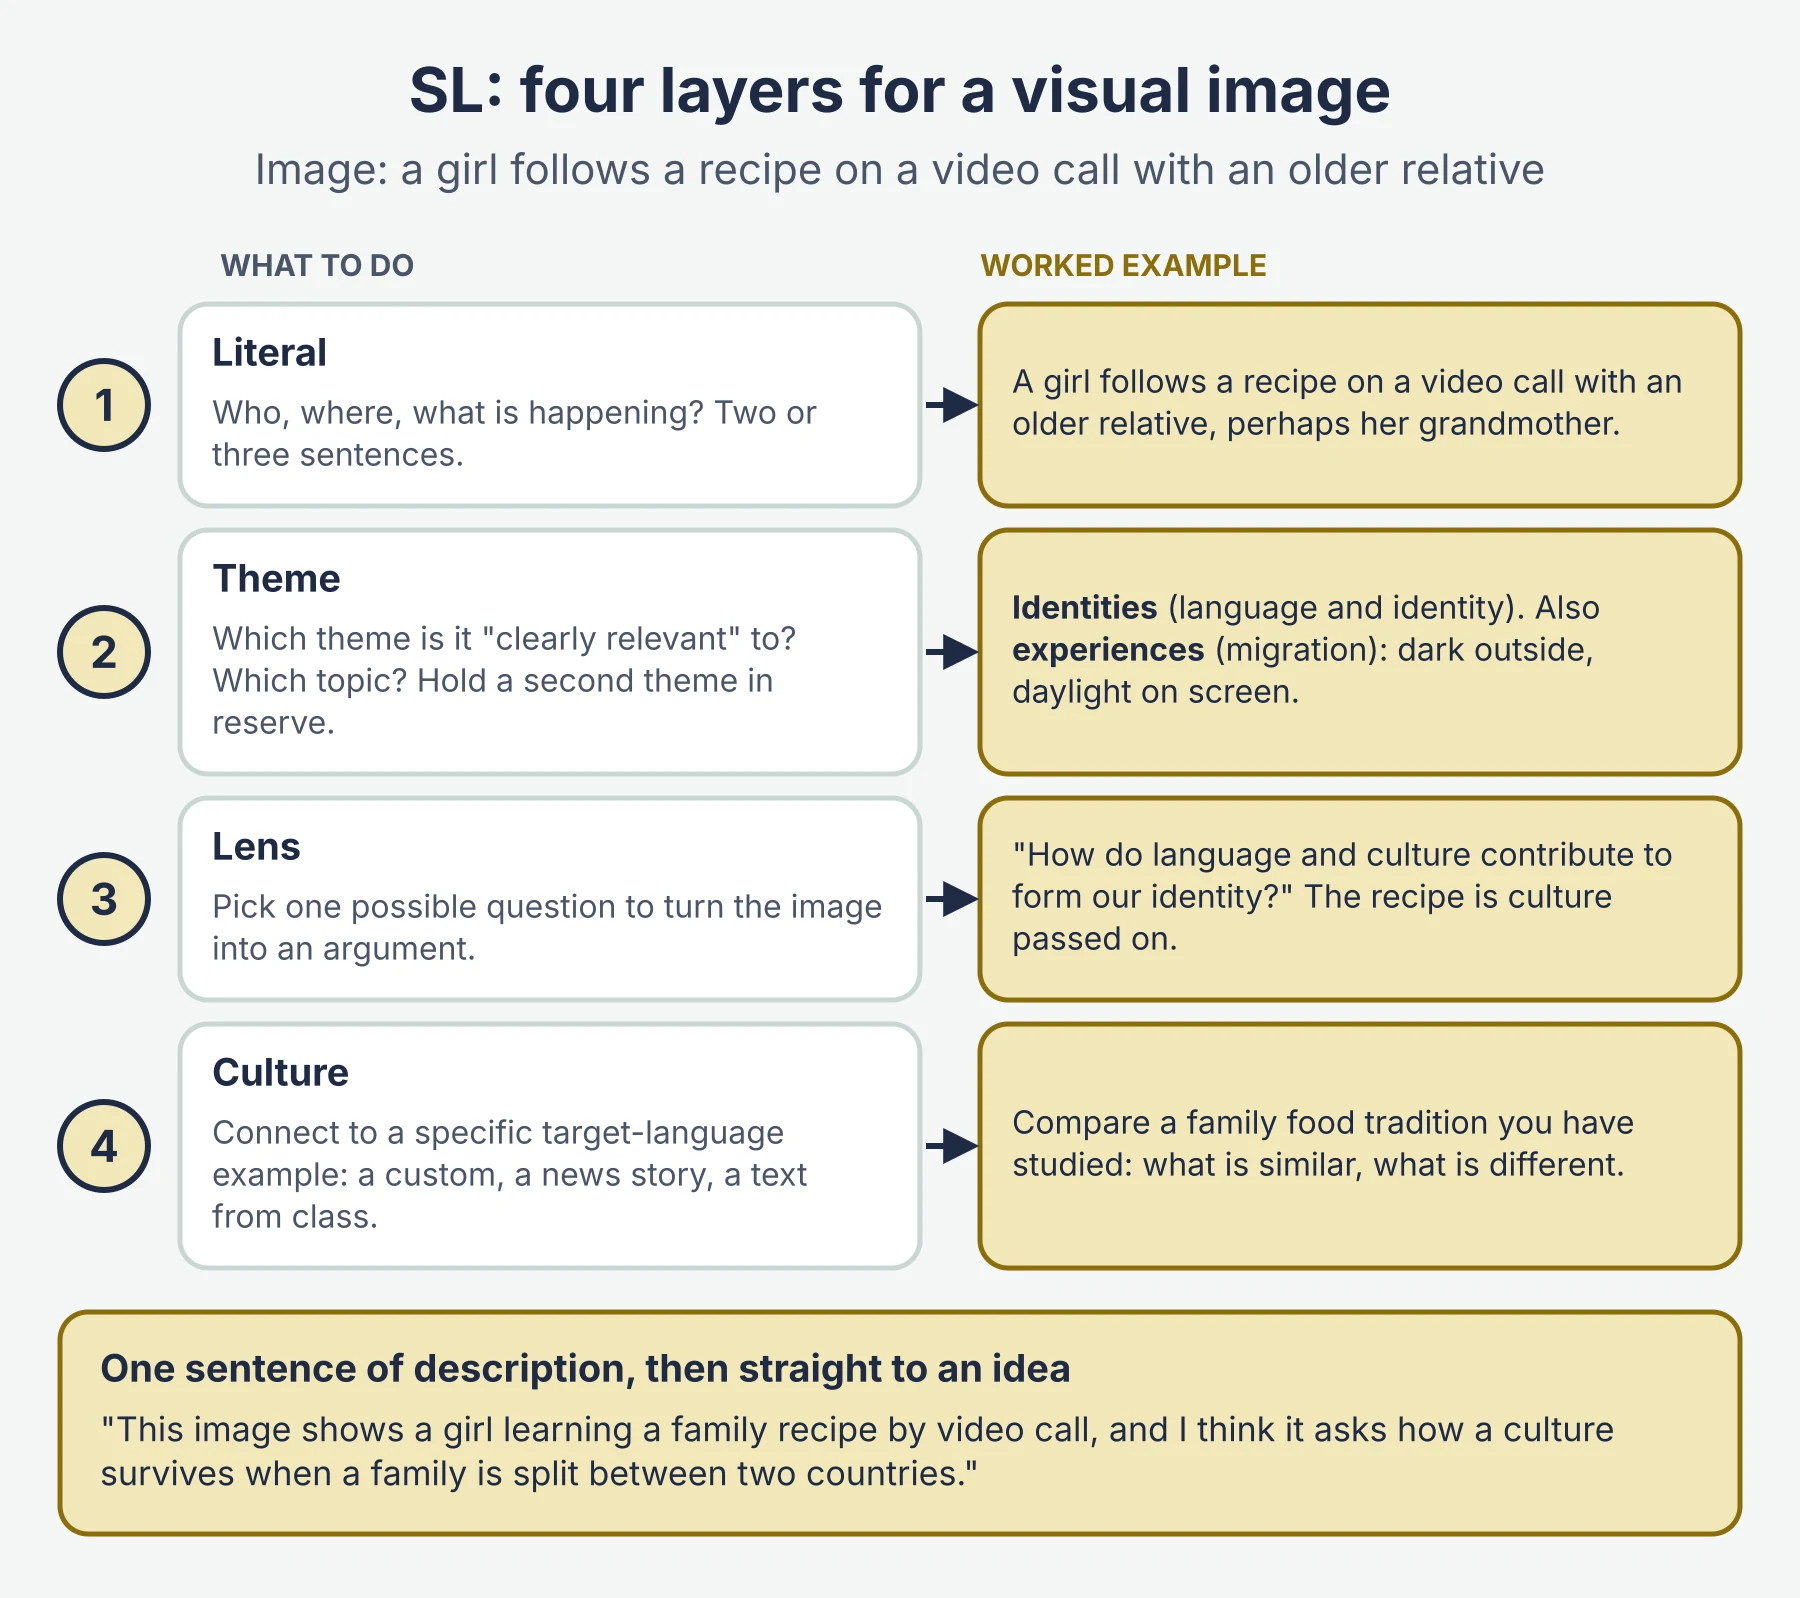 SL: four layers for a visual image
Image: a girl follows a recipe on a video call with an older relative
WHAT TO DO
WORKED EXAMPLE
1
Literal
Who, where, what is happening? Two or
three sentences.
A girl follows a recipe on a video call with an
older relative, perhaps her grandmother.
2
Theme
Which theme is it "clearly relevant" to?
Which topic? Hold a second theme in
reserve.
Identities (language and identity). Also
experiences (migration): dark outside,
daylight on screen.
3
Lens
Pick one possible question to turn the image
into an argument.
"How do language and culture contribute to
form our identity?" The recipe is culture
passed on.
4
Culture
Connect to a specific target-language
example: a custom, a news story, a text
from class.
Compare a family food tradition you have
studied: what is similar, what is different.
One sentence of description, then straight to an idea
"This image shows a girl learning a family recipe by video call, and I think it asks how a culture
survives when a family is split between two countries."